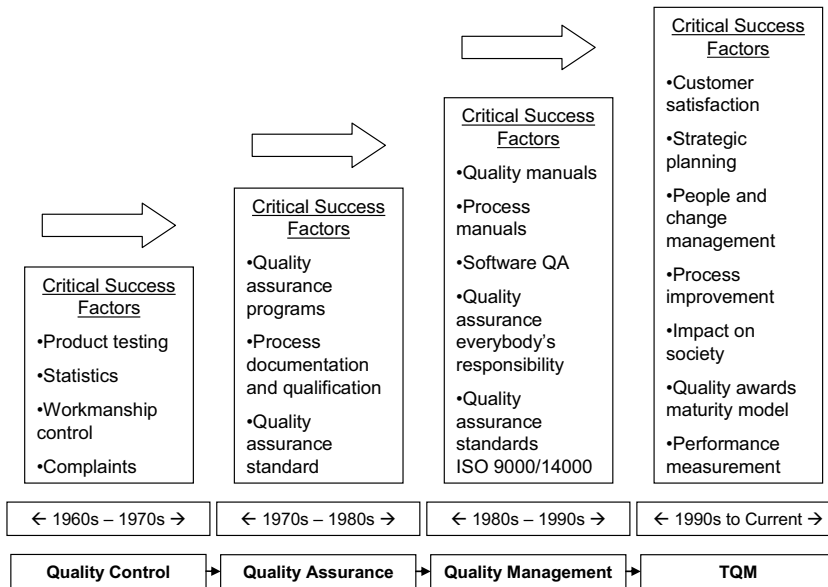 Critical Success
Factors
•Product testing
•Statistics
•Workmanship
control
•Complaints
Critical Success
Factors
•Quality
assurance
programs
•Process
documentation
and qualification
•Quality
assurance
standard
Critical Success
Factors
•Quality manuals
•Process
manuals
•Software QA
•Quality
assurance
everybody's
responsibility
•Quality
assurance
standards
ISO 9000/14000
Critical Success
Factors
•Customer
satisfaction
•Strategic
planning
•People and
change
management
•Process
improvement
•Impact on
society
•Quality awards
maturity model
•Performance
measurement
← 1960s – 1970s →
← 1970s – 1980s →
← 1980s – 1990s →
← 1990s to Current →
Quality Control
Quality Assurance
Quality Management
TQM